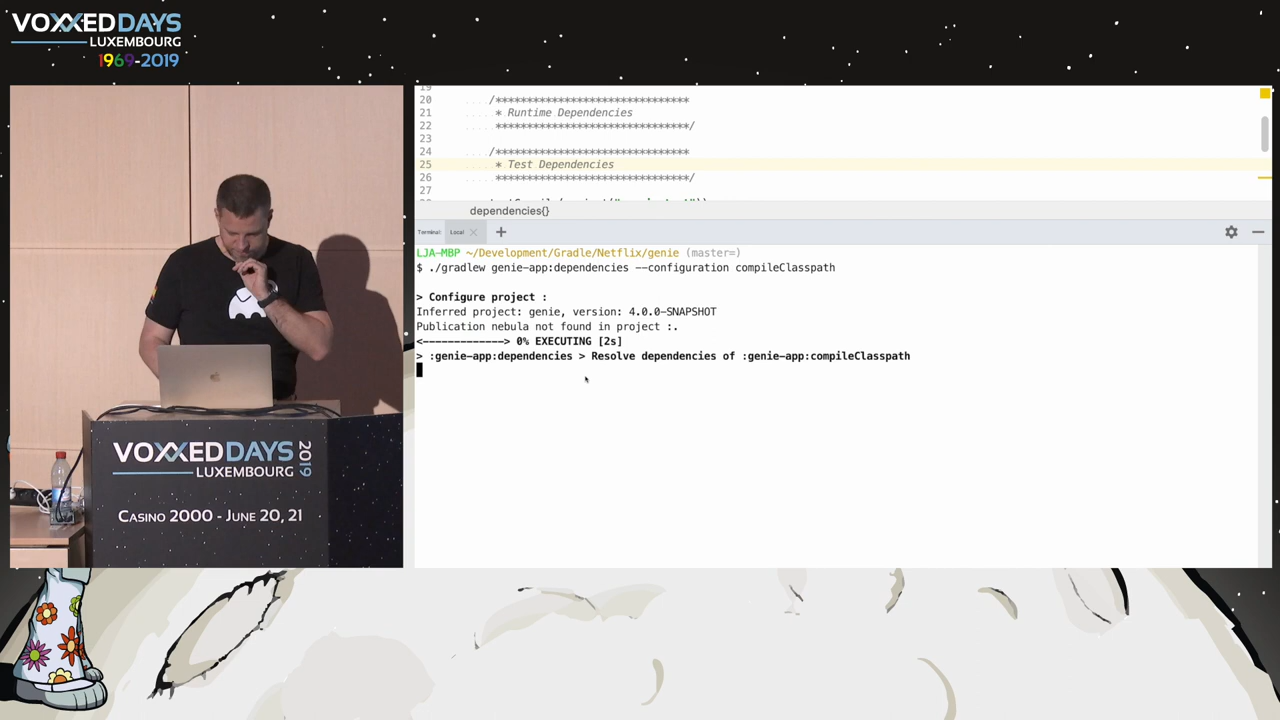 VOXXED DAYS
LUXEMBOURG
1969-2019
20 /*******************************
21 * Runtime Dependencies
22 *******************************/
23
24 /*******************************
25 * Test Dependencies
26 *******************************/
27
dependencies{}
Terminal: Local × +
LJA-MBP ~/Development/Gradle/Netflix/genie (master=)
$ ./gradlew genie-app:dependencies --configuration compileClasspath
> Configure project :
Inferred project: genie, version: 4.0.0-SNAPSHOT
Publication nebula not found in project :.
<-------------> 0% EXECUTING [2s]
> :genie-app:dependencies > Resolve dependencies of :genie-app:compileClasspath
VOXXED DAYS 2019
LUXEMBOURG
CASINO 2000 - JUNE 20, 21